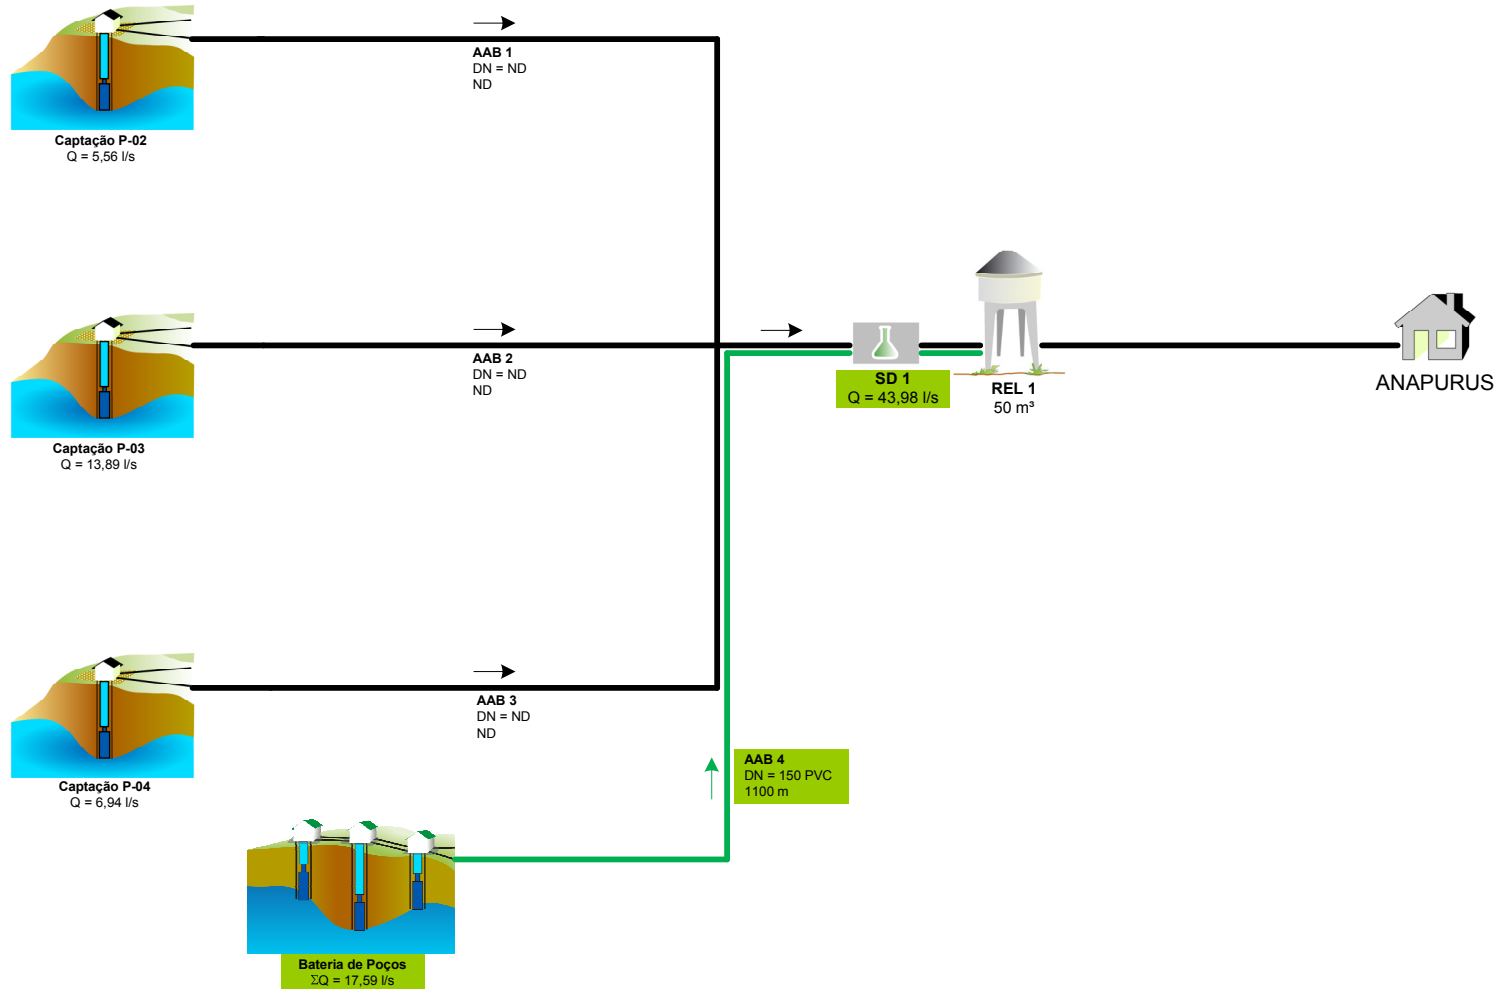 AAB 1
DN = ND
ND
Captação P-02
Q = 5,56 l/s
AAB 2
DN = ND
ND
Captação P-03
Q = 13,89 l/s
SD 1
Q = 43,98 l/s
REL 1
50 m³
ANAPURUS
AAB 3
DN = ND
ND
Captação P-04
Q = 6,94 l/s
AAB 4
DN = 150 PVC
1100 m
Bateria de Poços
ΣQ = 17,59 l/s